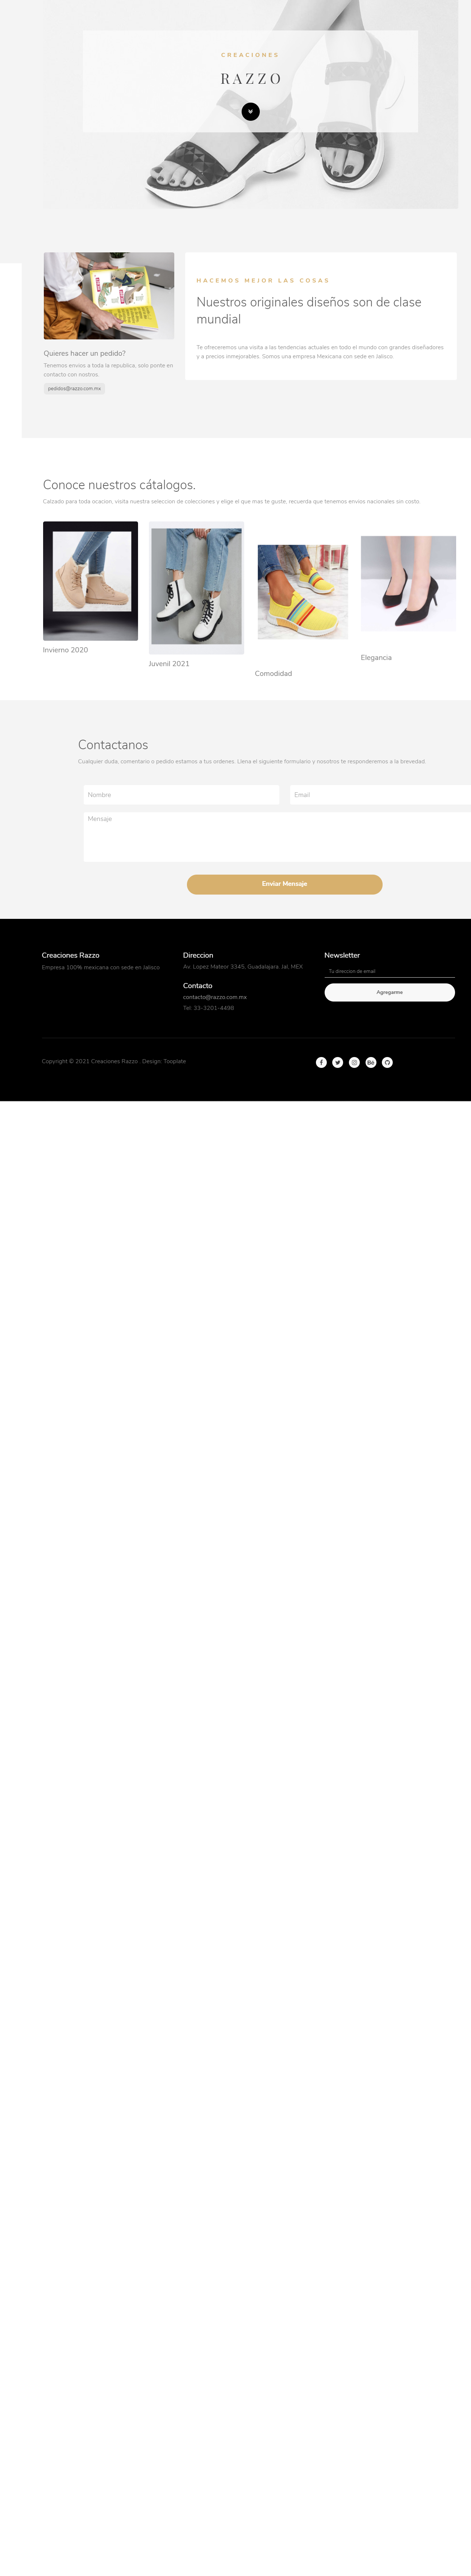 CREACIONES
RAZZO
Quieres hacer un pedido?
Tenemos envios a toda la republica, solo ponte en
contacto con nostros:
pedidos@razzo.com.mx
HACEMOS MEJOR LAS COSAS
Nuestros originales diseños son de clase
mundial
Te ofreceremos una visita a las tendencias actuales en todo el mundo con grandes diseñadores
y a precios inmejorables. Somos una empresa Mexicana con sede en Jalisco.
Conoce nuestros cátalogos.
Calzado para toda ocacion, visita nuestra seleccion de colecciones y elige el que mas te guste, recuerda que tenemos envios nacionales sin costo.
Invierno 2020
Juvenil 2021
Comodidad
Elegancia
Contactanos
Cualquier duda, comentario o pedido estamos a tus ordenes. Llena el siguiente formulario y nosotros te responderemos a la brevedad.
Nombre
Email
Mensaje
Enviar Mensaje
Creaciones Razzo
Empresa 100% mexicana con sede en Jalisco
Direccion
Av. Lopez Mateor 3345, Guadalajara, Jal, MEX
Contacto
contacto@razzo.com.mx
Tel: 33-3201-4496
Newsletter
Tu direccion de email
Agregarme
Copyright © 2021 Creaciones Razzo . Design: Tooplate